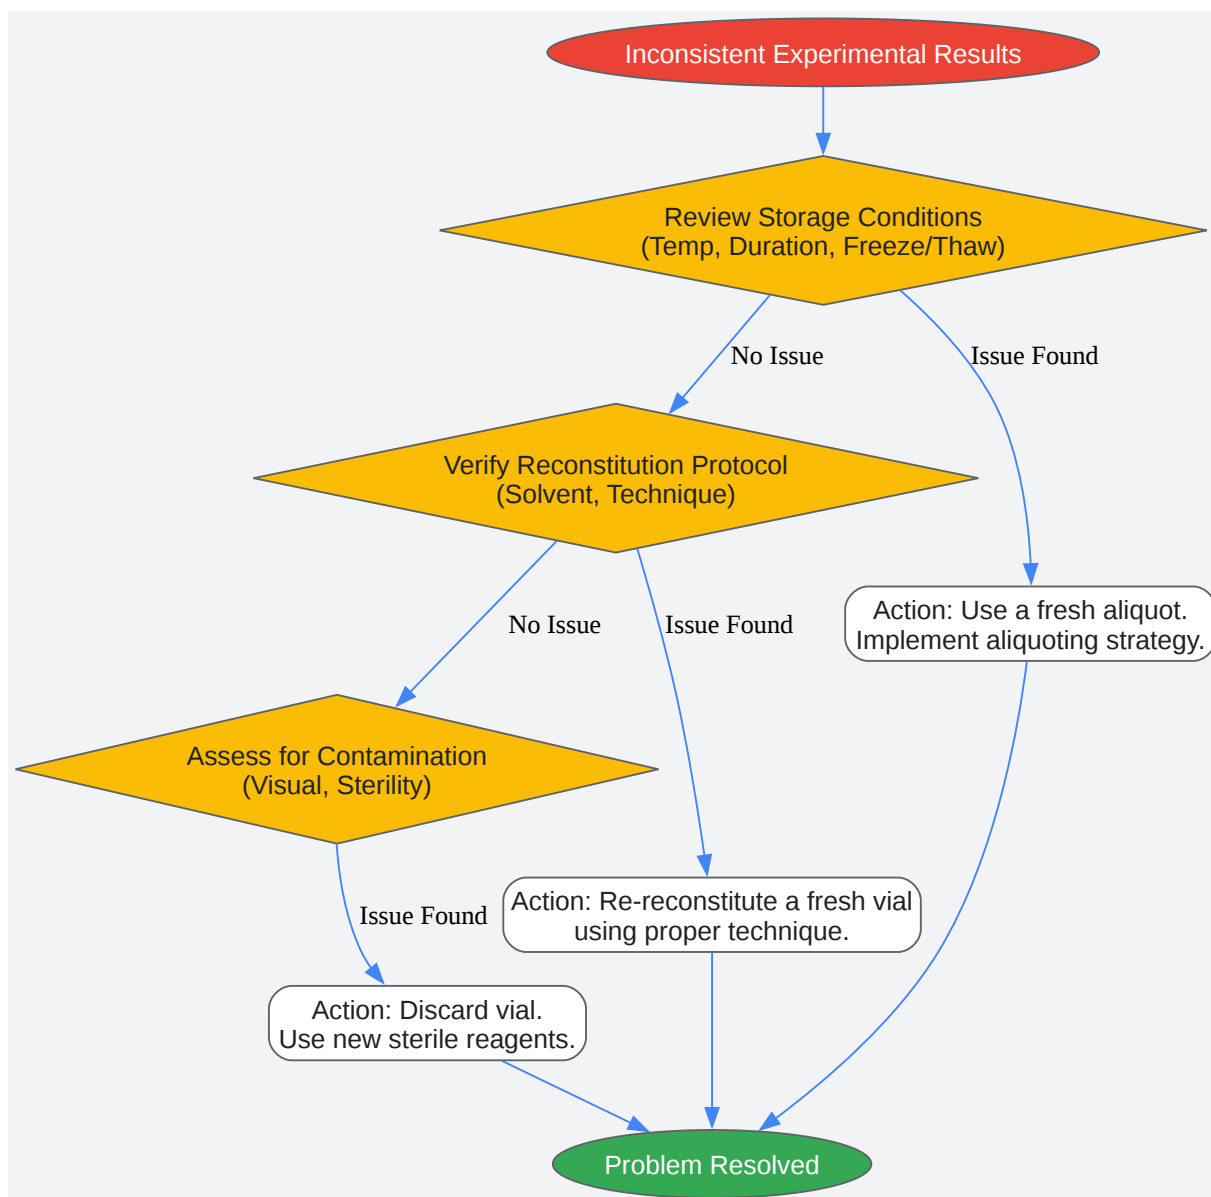 Inconsistent Experimental Results
Review Storage Conditions
(Temp, Duration, Freeze/Thaw)
No Issue
Issue Found
Verify Reconstitution Protocol
(Solvent, Technique)
No Issue
Issue Found
Action: Use a fresh aliquot.
Implement aliquoting strategy.
Assess for Contamination
(Visual, Sterility)
Issue Found
Action: Re-reconstitute a fresh vial
using proper technique.
Action: Discard vial.
Use new sterile reagents.
Problem Resolved